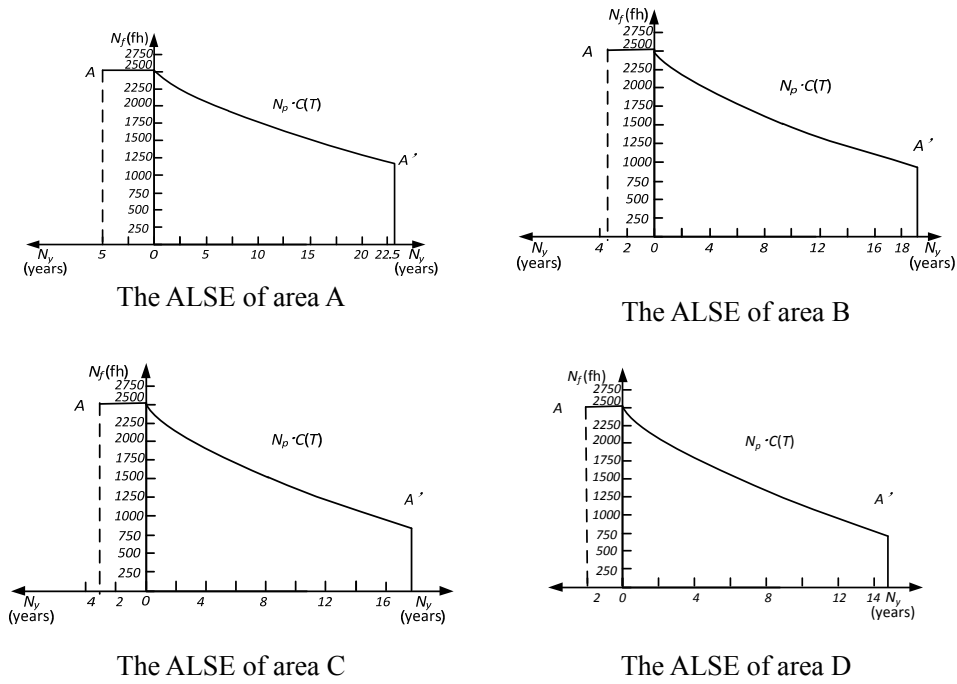 N_f (fh)
2750
2500
2250
2000
1750
1500
1250
1000
750
500
250
A
N_p · C(T)
A’
5 0 5 10 15 20 22.5
N_y (years)
N_y (years)
The ALSE of area A
N_f (fh)
2750
2500
2250
2000
1750
1500
1250
1000
750
500
250
A
N_p · C(T)
A’
4 2 0 4 8 12 16 18
N_y (years)
N_y (years)
The ALSE of area B
N_f (fh)
2750
2500
2250
2000
1750
1500
1250
1000
750
500
250
A
N_p · C(T)
A’
4 2 0 4 8 12 16
N_y (years)
N_y (years)
The ALSE of area C
N_f (fh)
2750
2500
2250
2000
1750
1500
1250
1000
750
500
250
A
N_p · C(T)
A’
2 0 2 4 8 12 14
N_y (years)
The ALSE of area D